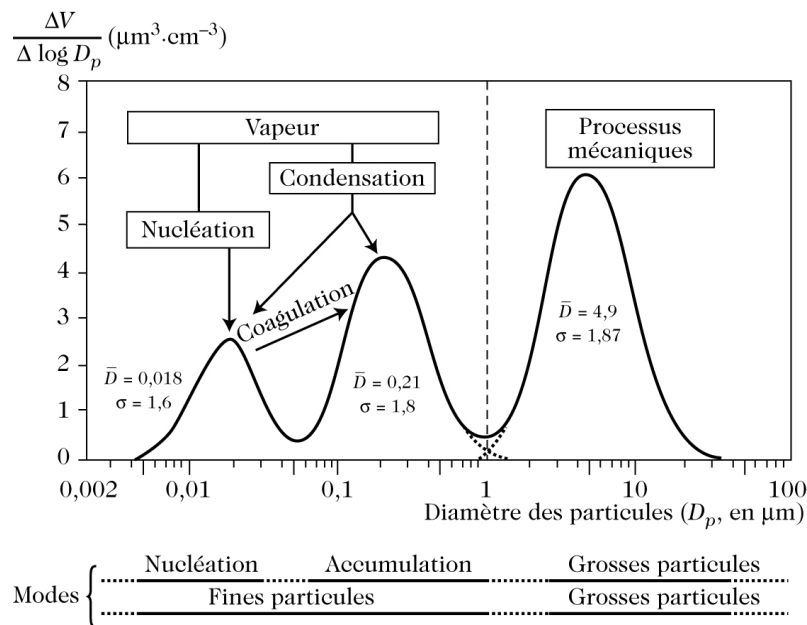 ΔV
Δ log Dp
(μm³·cm⁻³)
8
7
6
5
4
3
2
1
0
Vapeur
Condensation
Nucléation
Coagulation
Processus
mécaniques
D̅ = 0,018
σ = 1,6
D̅ = 0,21
σ = 1,8
D̅ = 4,9
σ = 1,87
0,002
0,01
0,1
1
10
100
Diamètre des particules (Dp, en μm)
Modes
Nucléation Accumulation Grosses particules
Fines particules Grosses particules